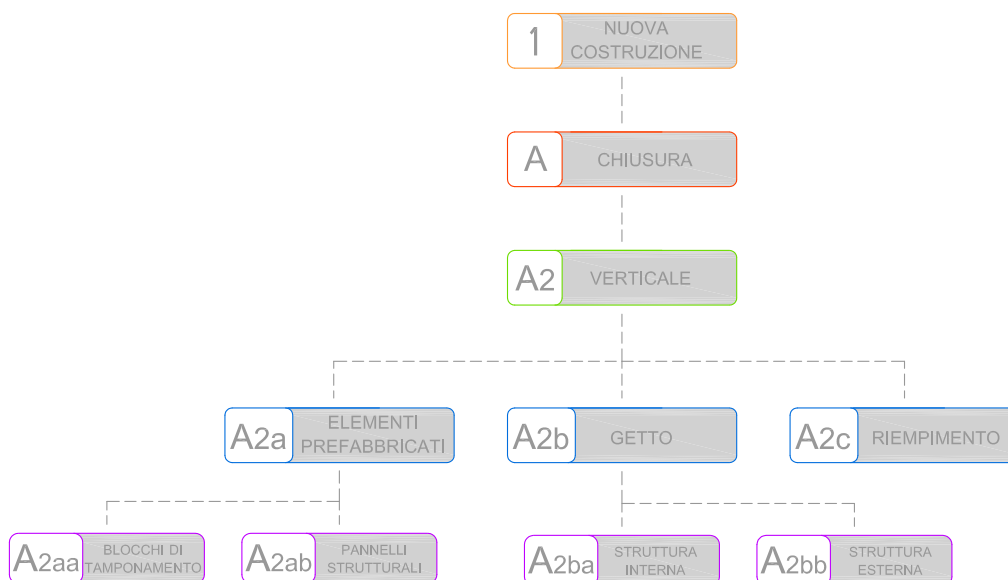 1 NUOVA
COSTRUZIONE
A CHIUSURA
A2 VERTICALE
A2a ELEMENTI
PREFABBRICATI
A2b GETTO
A2c RIEMPIMENTO
A2aa BLOCCHI DI
TAMPONAMENTO
A2ab PANNELLI
STRUTTURALI
A2ba STRUTTURA
INTERNA
A2bb STRUTTURA
ESTERNA